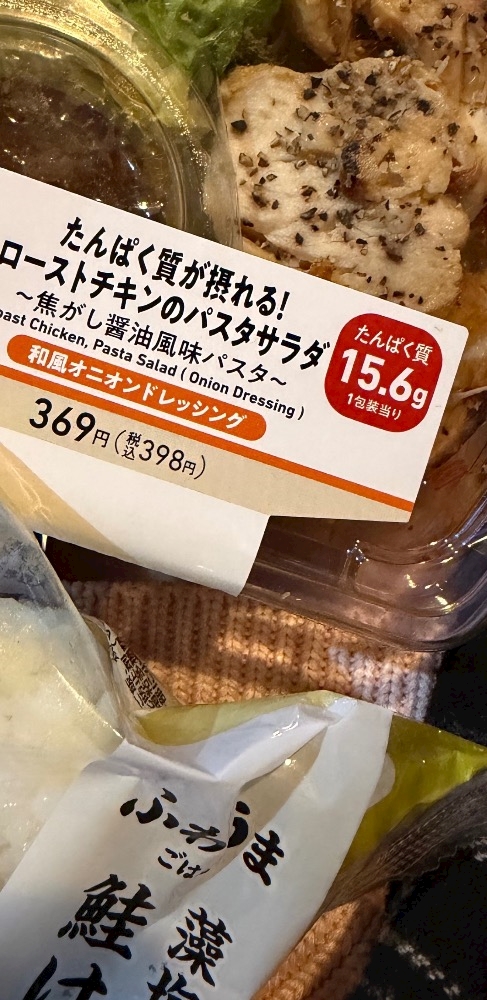 たんぱく質が摂れる!
ローストチキンのパスタサラダ
~焦がし醤油風味パスタ~
oast Chicken, Pasta Salad ( Onion Dressing )
和風オニオンドレッシング
369円(税込398円)
たんぱく質
15.6g
1包装当り
ふわうま
ごは
藻塩
鮭は